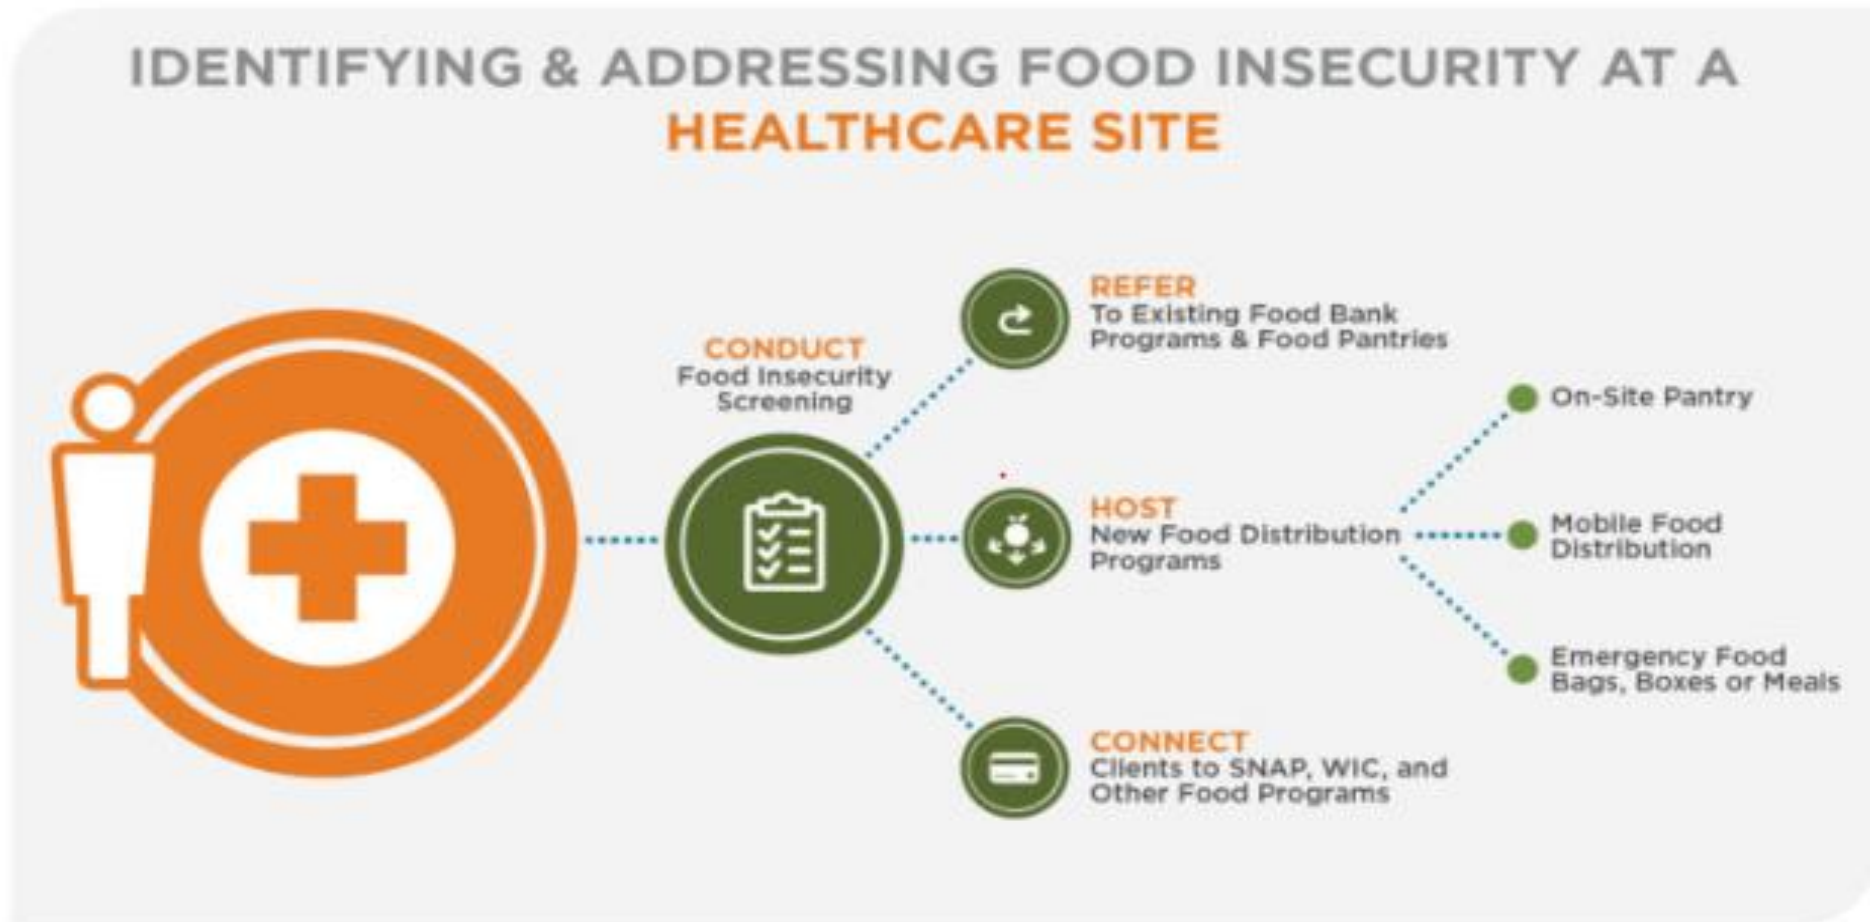 IDENTIFYING & ADDRESSING FOOD INSECURITY AT A
HEALTHCARE SITE
CONDUCT
Food Insecurity
Screening
REFER
To Existing Food Bank
Programs & Food Pantries
HOST
New Food Distribution
Programs
On-Site Pantry
Mobile Food
Distribution
Emergency Food
Bags, Boxes or Meals
CONNECT
Clients to SNAP, WIC, and
Other Food Programs